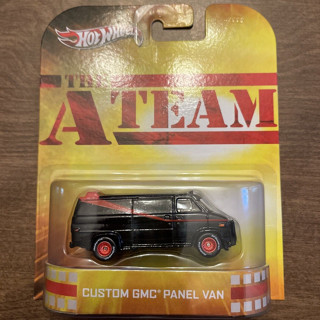 HOT WHEELS
THE
A TEAM
CUSTOM GMC® PANEL VAN